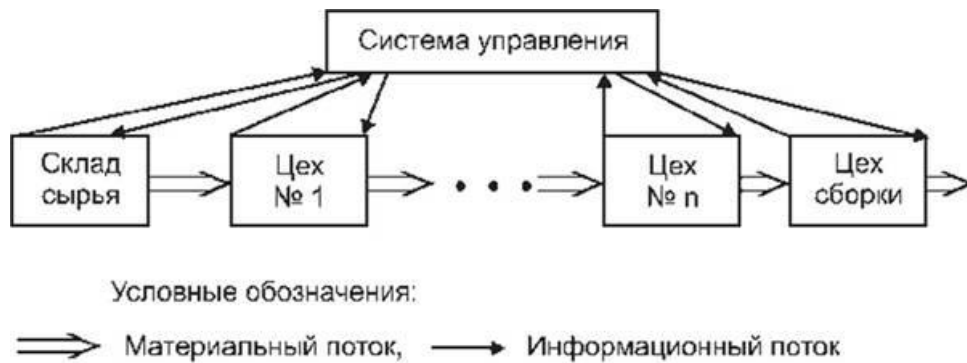 Система управления
Склад
сырья
Цех
№ 1
Цех
№ n
Цех
сборки
Условные обозначения:
Материальный поток,
Информационный поток